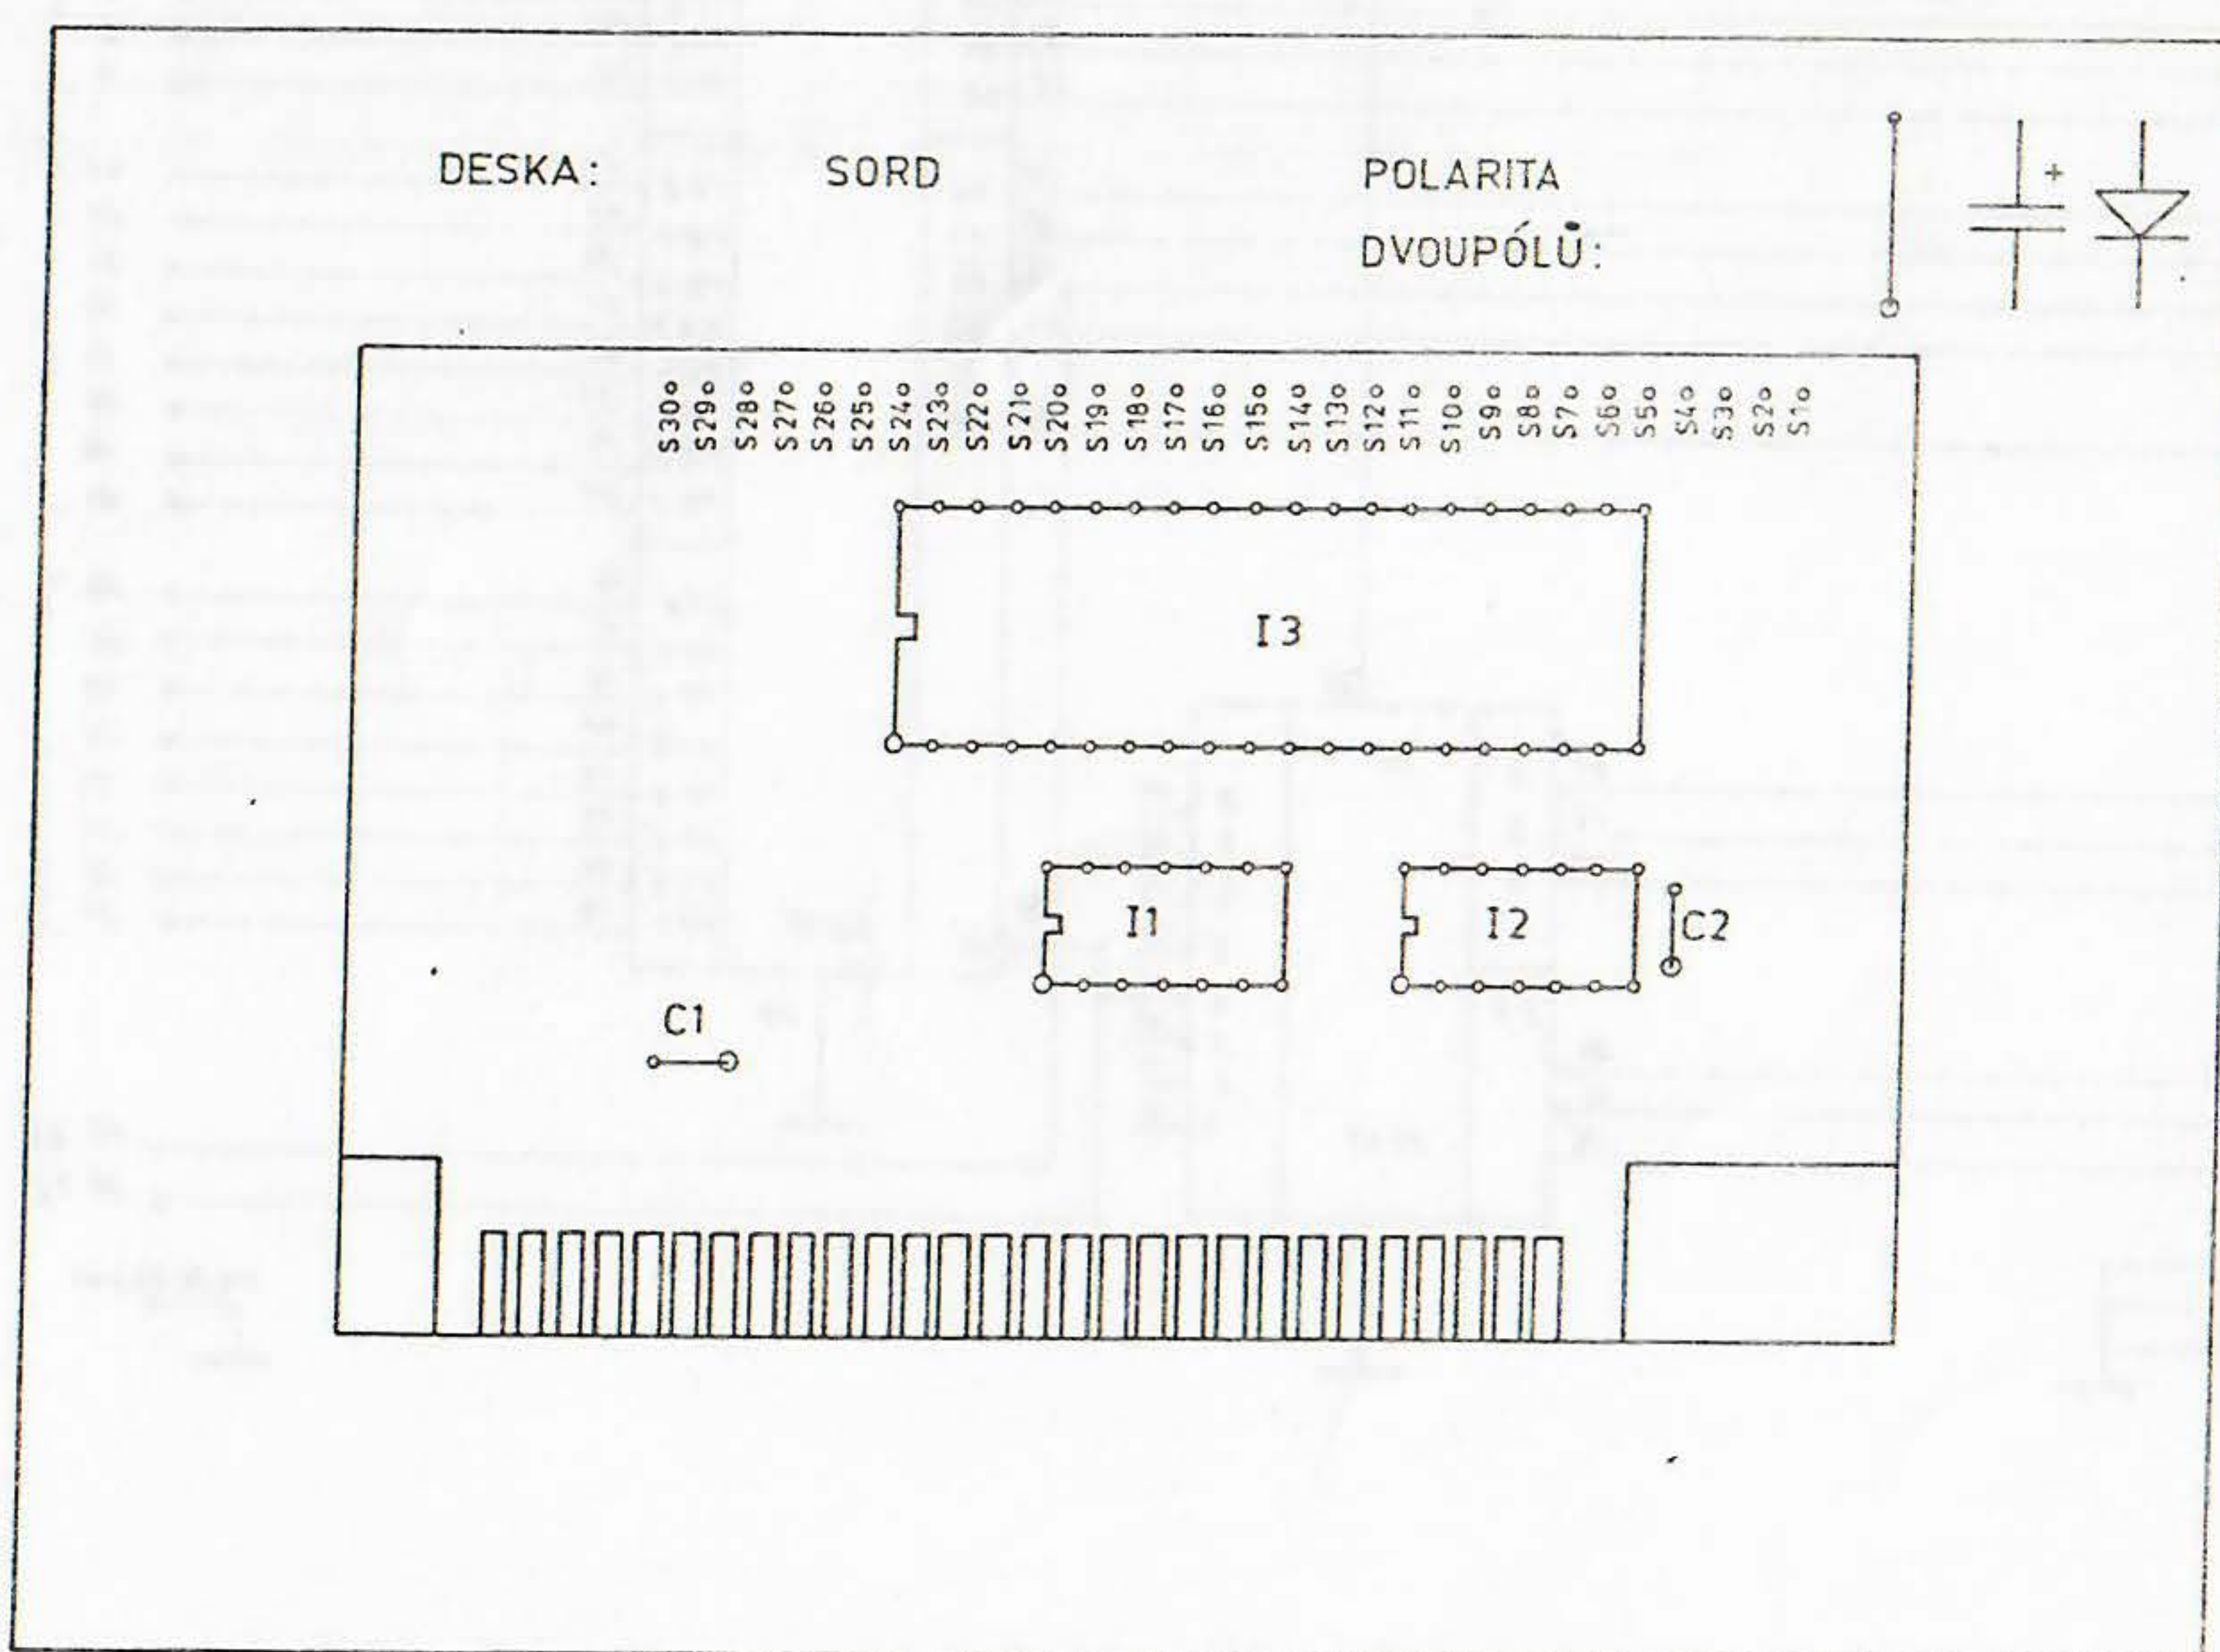 DESKA: SORD
POLARITA
DVOUPÓLŮ:
+
S30 S29 S28 S27 S26 S25 S24 S23 S22 S21 S20 S19 S18 S17 S16 S15 S14 S13 S12 S11 S10 S9 S8 S7 S6 S5 S4 S3 S2 S1
I3
I1
I2
C2
C1